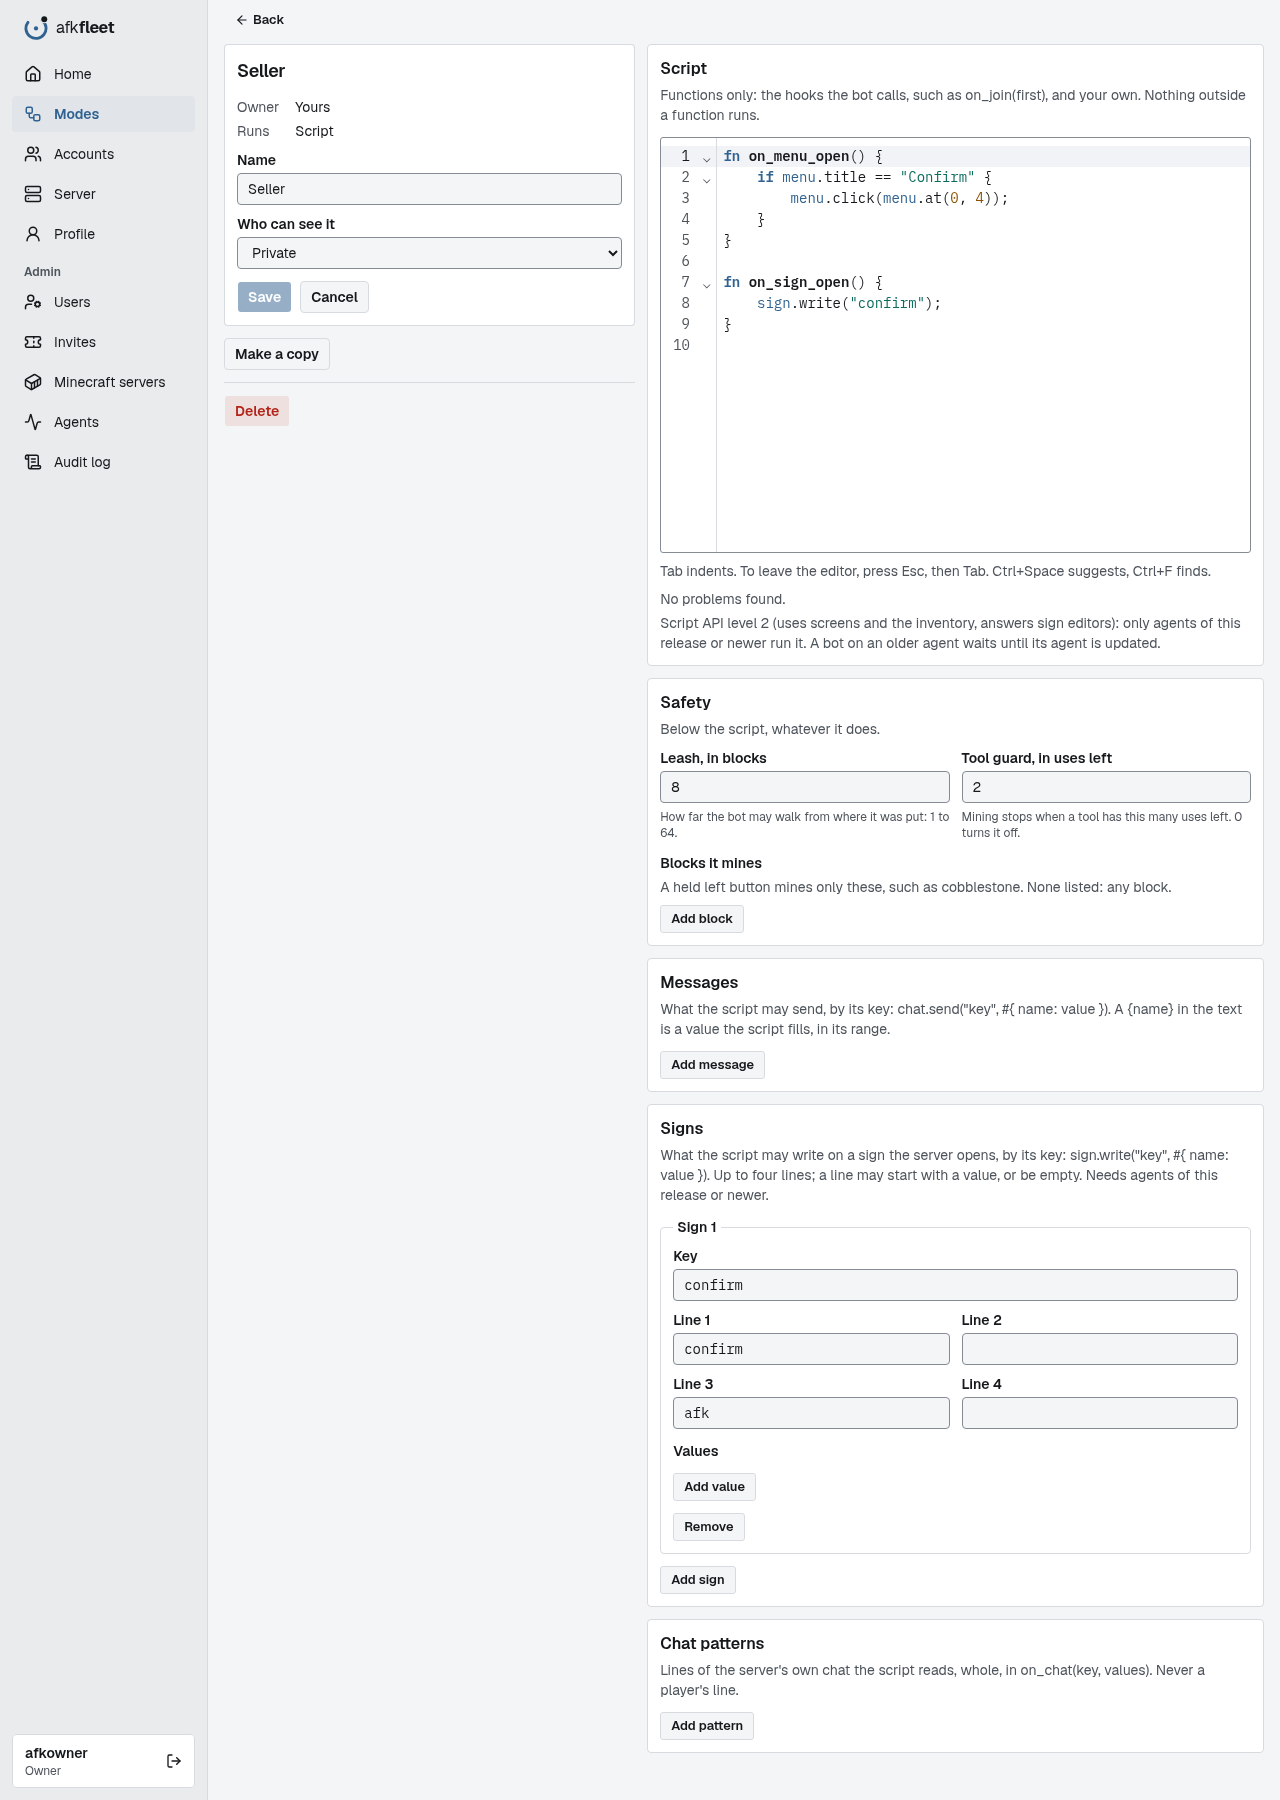 afkfleet
Home
Modes
Accounts
Server
Profile
Admin
Users
Invites
Minecraft servers
Agents
Audit log
afkowner
Owner
Back
Seller
Owner Yours
Runs Script
Name
Seller
Who can see it
Private
Save Cancel
Make a copy
Delete
Script
Functions only: the hooks the bot calls, such as on_join(first), and your own. Nothing outside
a function runs.
1 fn on_menu_open() {
2     if menu.title == "Confirm" {
3         menu.click(menu.at(0, 4));
4     }
5 }
6
7 fn on_sign_open() {
8     sign.write("confirm");
9 }
10
Tab indents. To leave the editor, press Esc, then Tab. Ctrl+Space suggests, Ctrl+F finds.
No problems found.
Script API level 2 (uses screens and the inventory, answers sign editors): only agents of this
release or newer run it. A bot on an older agent waits until its agent is updated.
Safety
Below the script, whatever it does.
Leash, in blocks Tool guard, in uses left
8 2
How far the bot may walk from where it was put: 1 to
64.
Mining stops when a tool has this many uses left. 0
turns it off.
Blocks it mines
A held left button mines only these, such as cobblestone. None listed: any block.
Add block
Messages
What the script may send, by its key: chat.send("key", #{ name: value }). A {name} in the text
is a value the script fills, in its range.
Add message
Signs
What the script may write on a sign the server opens, by its key: sign.write("key", #{ name:
value }). Up to four lines; a line may start with a value, or be empty. Needs agents of this
release or newer.
Sign 1
Key
confirm
Line 1 Line 2
confirm
Line 3 Line 4
afk
Values
Add value
Remove
Add sign
Chat patterns
Lines of the server's own chat the script reads, whole, in on_chat(key, values). Never a
player's line.
Add pattern